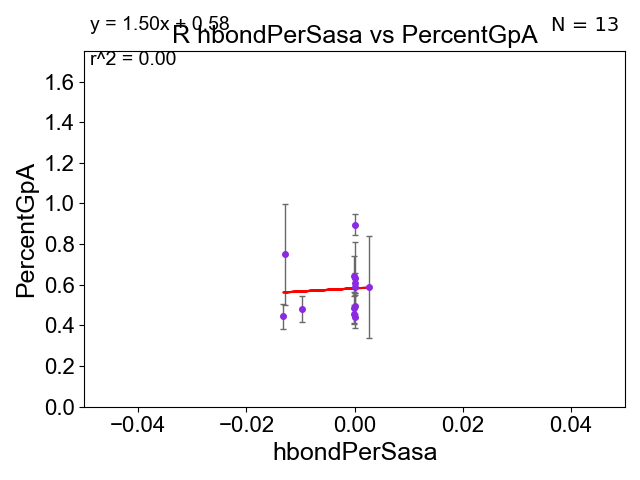 y = 1.50x + 0.58
N = 13
R hbondPerSasa vs PercentGpA
r^2 = 0.00
1.6
1.4
1.2
1.0
0.8
0.6
0.4
0.2
0.0
PercentGpA
−0.04 −0.02 0.00 0.02 0.04
hbondPerSasa